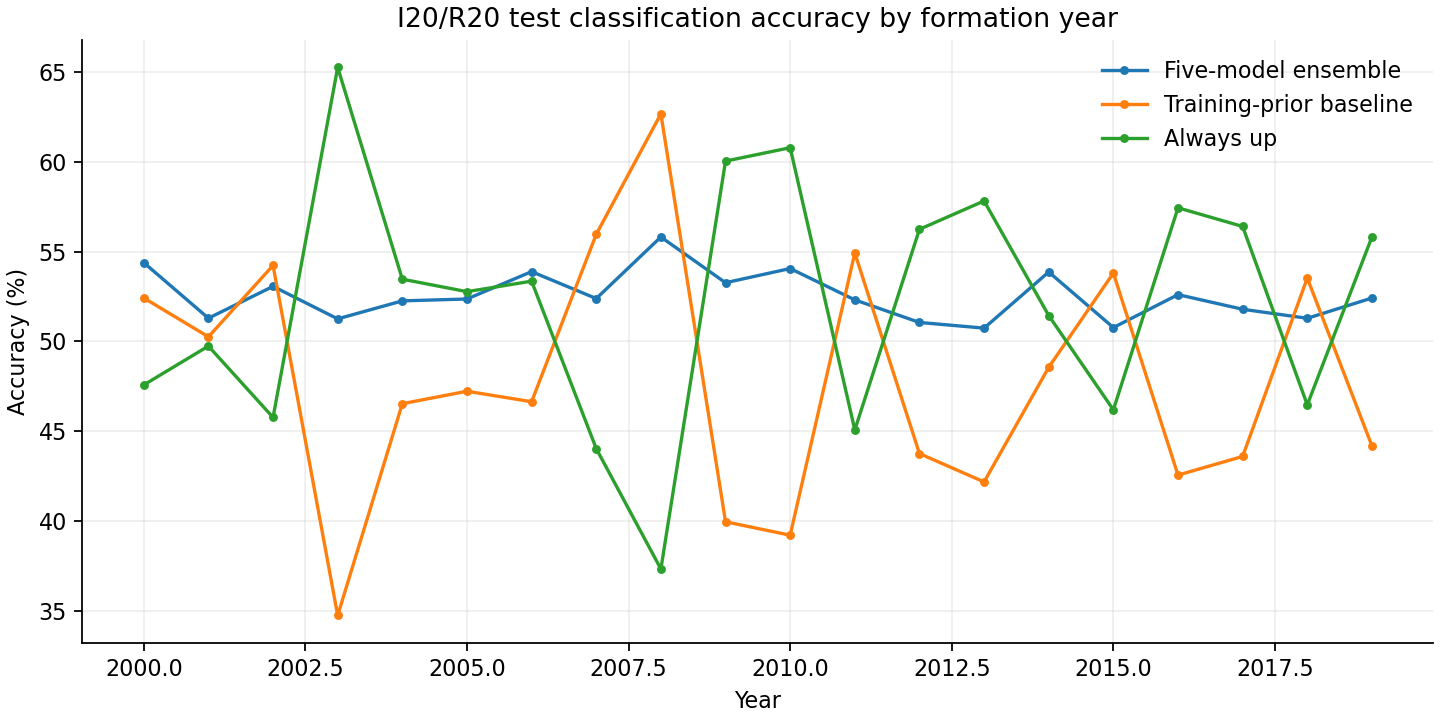 I20/R20 test classification accuracy by formation year
Five-model ensemble
Training-prior baseline
Always up
Accuracy (%)
65
60
55
50
45
40
35
2000.0 2002.5 2005.0 2007.5 2010.0 2012.5 2015.0 2017.5
Year